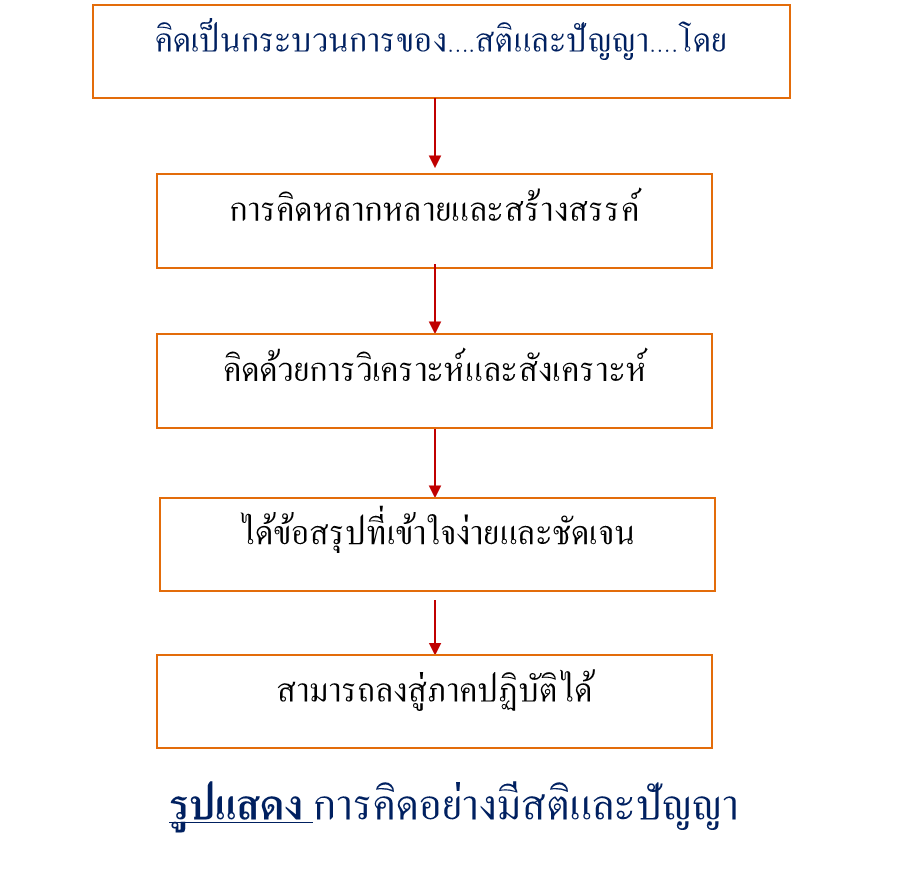 คิดเป็นกระบวนการของ....สติและปัญญา....โดย
การคิดหลากหลายและสร้างสรรค์
คิดด้วยการวิเคราะห์และสังเคราะห์
ได้ข้อสรุปที่เข้าใจง่ายและชัดเจน
สามารถลงสู่ภาคปฏิบัติได้
รูปแสดง การคิดอย่างมีสติและปัญญา